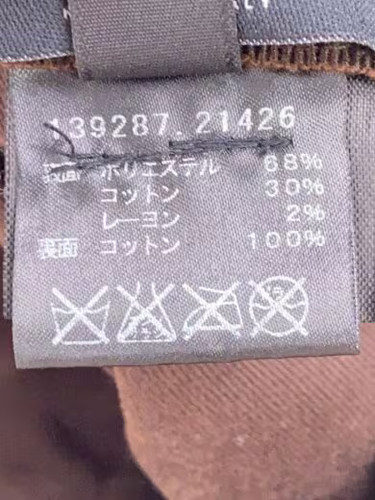 139287.21426
表面 ポリエステル 68%
コットン 30%
レーヨン 2%
裏面 コットン 100%